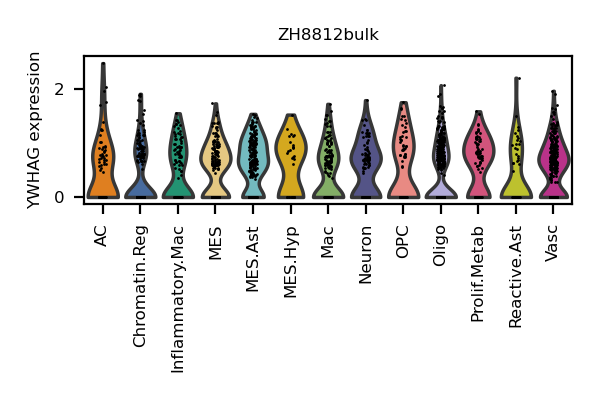 ZH8812bulk
YWHAG expression
2
0
AC
Chromatin.Reg
Inflammatory.Mac
MES
MES.Ast
MES.Hyp
Mac
Neuron
OPC
Oligo
Prolif.Metab
Reactive.Ast
Vasc